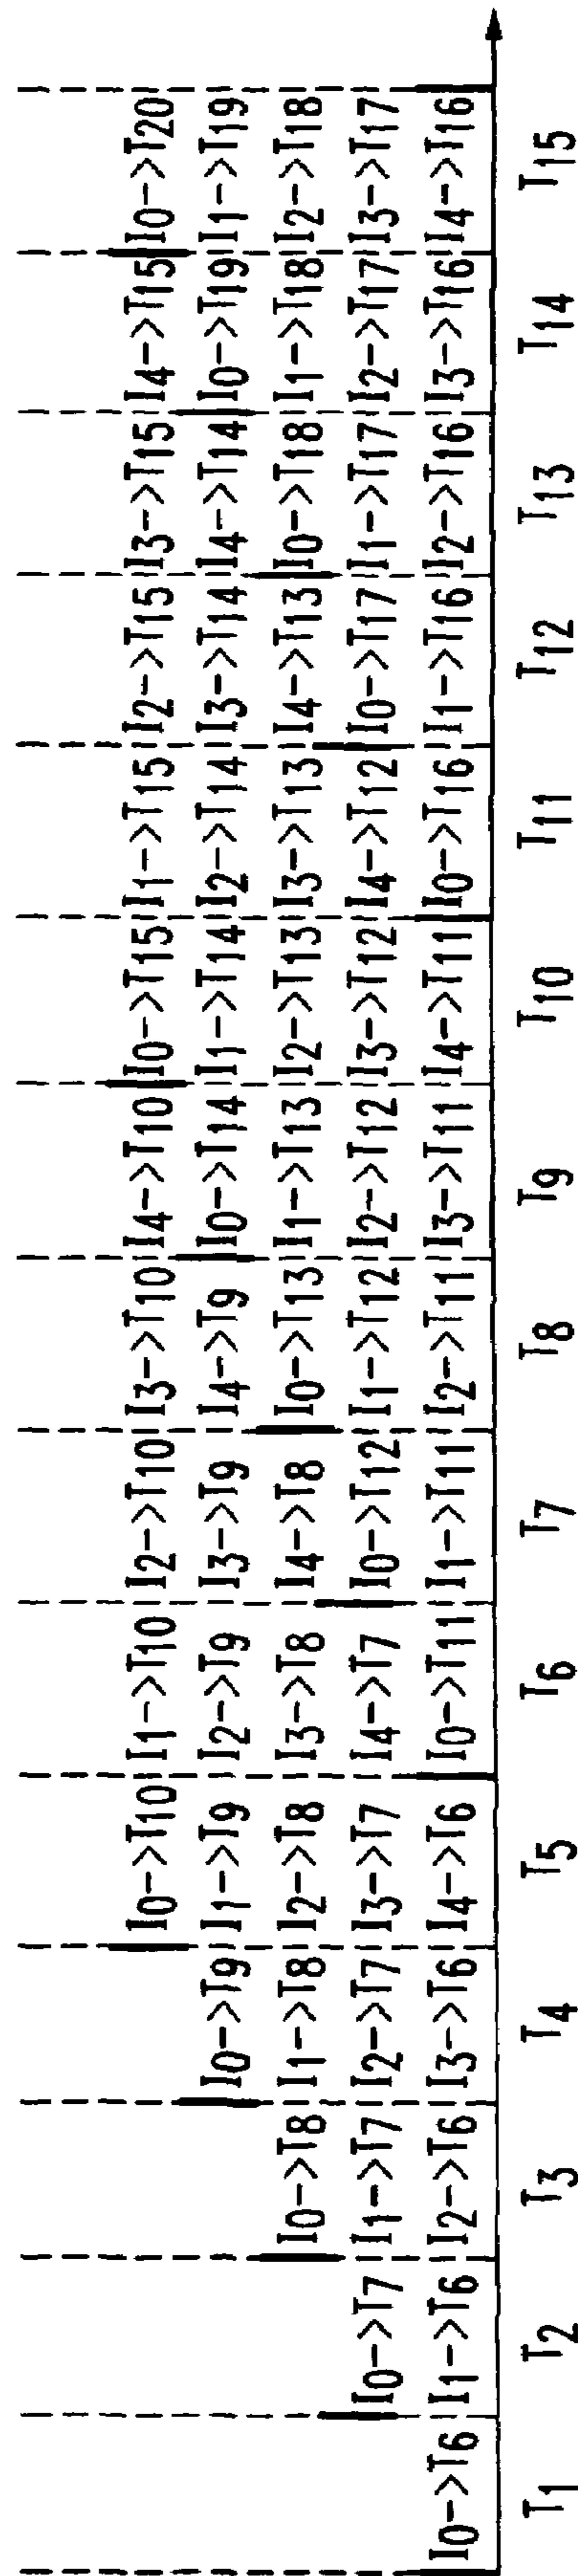 I₀->T₁₀ I₁->T₁₀ I₂->T₁₀ I₃->T₁₀ I₄->T₁₀ I₀->T₁₅ I₁->T₁₅ I₂->T₁₅ I₃->T₁₅ I₄->T₁₅ I₀->T₂₀
I₀->T₉ I₁->T₉ I₂->T₉ I₃->T₉ I₄->T₉ I₀->T₁₄ I₁->T₁₄ I₂->T₁₄ I₃->T₁₄ I₄->T₁₄ I₀->T₁₉ I₁->T₁₉
I₀->T₈ I₁->T₈ I₂->T₈ I₃->T₈ I₄->T₈ I₀->T₁₃ I₁->T₁₃ I₂->T₁₃ I₃->T₁₃ I₄->T₁₃ I₀->T₁₈ I₁->T₁₈ I₂->T₁₈
I₀->T₇ I₁->T₇ I₂->T₇ I₃->T₇ I₄->T₇ I₀->T₁₂ I₁->T₁₂ I₂->T₁₂ I₃->T₁₂ I₄->T₁₂ I₀->T₁₇ I₁->T₁₇ I₂->T₁₇ I₃->T₁₇
I₀->T₆ I₁->T₆ I₂->T₆ I₃->T₆ I₄->T₆ I₀->T₁₁ I₁->T₁₁ I₂->T₁₁ I₃->T₁₁ I₄->T₁₁ I₀->T₁₆ I₁->T₁₆ I₂->T₁₆ I₃->T₁₆ I₄->T₁₆
T₁ T₂ T₃ T₄ T₅ T₆ T₇ T₈ T₉ T₁₀ T₁₁ T₁₂ T₁₃ T₁₄ T₁₅